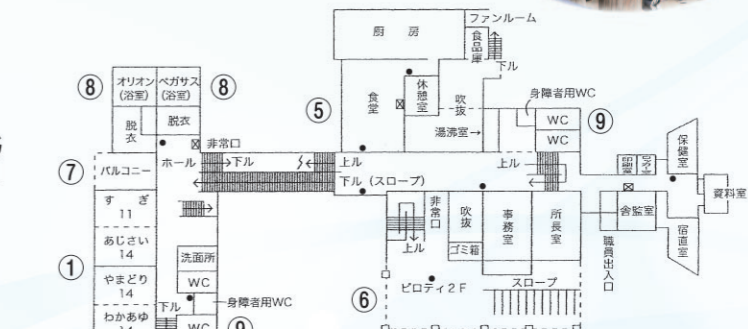 ファンルーム
厨房
食品庫
下ル
⑧
オリオン
(浴室)
ペガサス
(浴室)
⑧
脱衣
脱衣
⑤
食堂
休憩室
吹抜
身障者用WC
湯沸室→
WC
WC
⑨
非常口
⑦
バルコニー
ホール
下ル
上ル
下ル(スロープ)
上ル
保健室
資料室
舎監室
宿直室
職員出入口
すぎ
11
あじさい
14
①
やまどり
14
わかあゆ
14
洗面所
WC
身障者用WC
下ル
WC
⑨
上ル
非常口
吹抜
ゴミ箱
事務室
所長室
⑥
ピロティ2F
スロープ